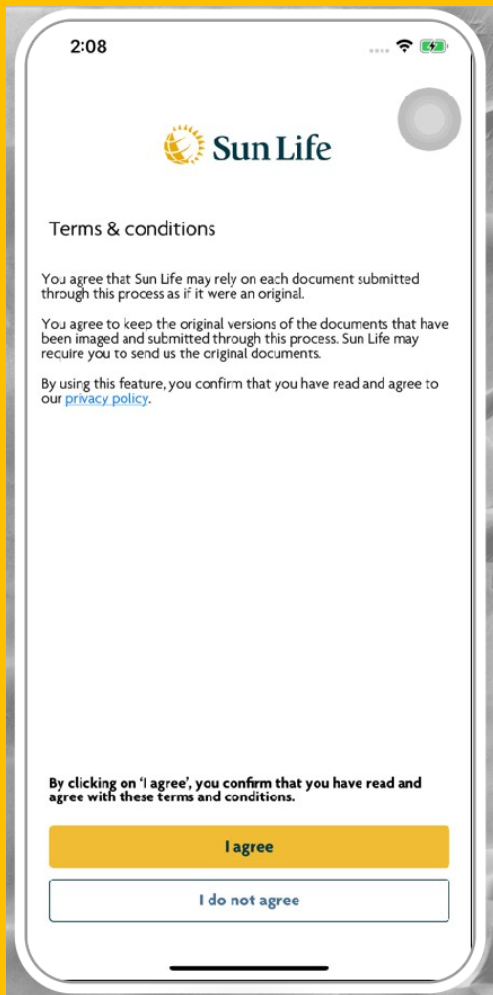 2:08
Sun Life
Terms & conditions
You agree that Sun Life may rely on each document submitted
through this process as if it were an original.
You agree to keep the original versions of the documents that have
been imaged and submitted through this process. Sun Life may
require you to send us the original documents.
By using this feature, you confirm that you have read and agree to
our privacy policy.
By clicking on 'I agree', you confirm that you have read and
agree with these terms and conditions.
I agree
I do not agree